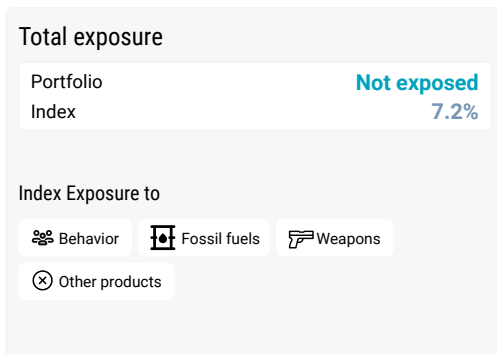 Total exposure
Portfolio Not exposed
Index 7.2%
Index Exposure to
Behavior Fossil fuels Weapons
Other products